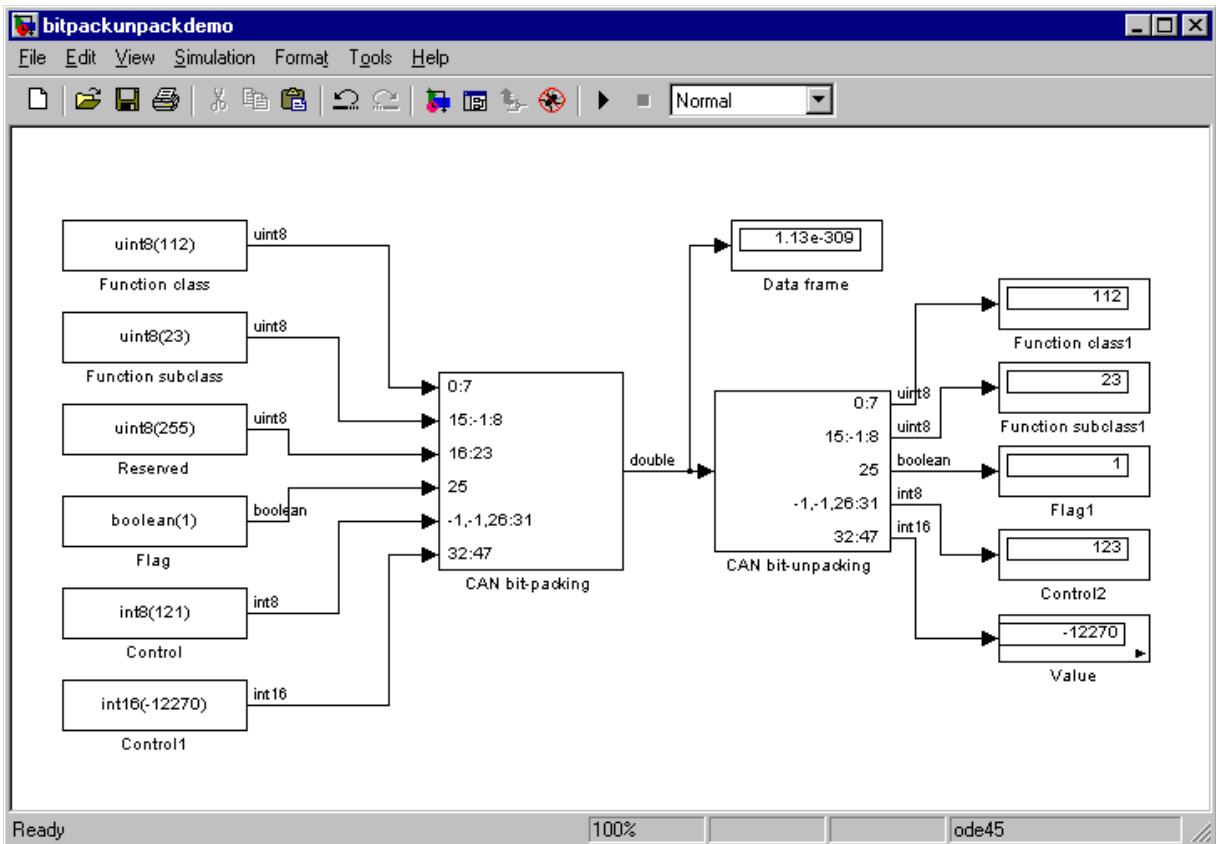 bitpackunpackdemo
File Edit View Simulation Format Tools Help
Normal
uint8(112)
uint8
Function class
uint8(23)
uint8
Function subclass
uint8(255)
uint8
Reserved
boolean(1)
boolean
Flag
int8(121)
int8
Control
int16(-12270)
int16
Control1
0:7
15:-1:8
16:23
25
-1,-1,26:31
32:47
CAN bit-packing
double
1.13e-309
Data frame
0:7
15:-1:8
25
-1,-1,26:31
32:47
CAN bit-unpacking
uint8
uint8
boolean
int8
int16
112
Function class1
23
Function subclass1
1
Flag1
123
Control2
-12270
Value
Ready
100%
ode45